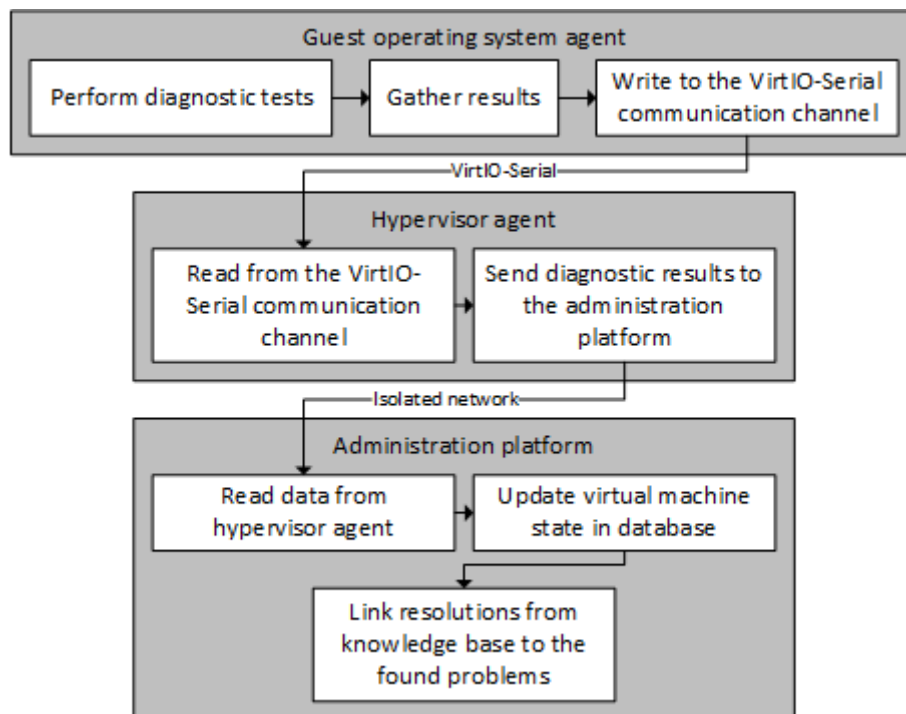 Guest operating system agent
Perform diagnostic tests
Gather results
Write to the VirtIO-Serial
communication channel
VirtIO-Serial
Hypervisor agent
Read from the VirtIO-
Serial communication
channel
Send diagnostic results to
the administration
platform
Isolated network
Administration platform
Read data from
hypervisor agent
Update virtual machine
state in database
Link resolutions from
knowledge base to the
found problems